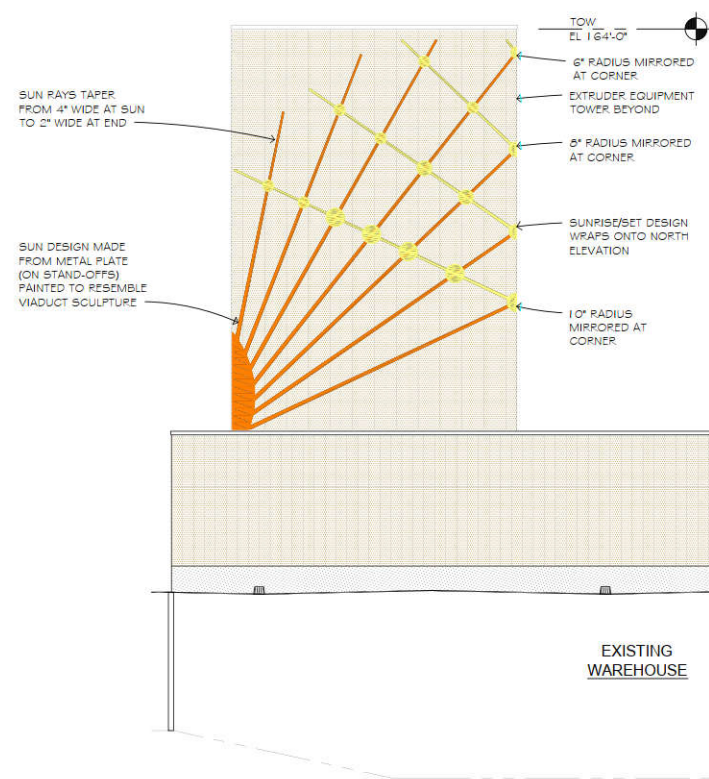 TOW
EL 164'-0"
6" RADIUS MIRRORED
AT CORNER
EXTRUDER EQUIPMENT
TOWER BEYOND
8" RADIUS MIRRORED
AT CORNER
SUNRISE/SET DESIGN
WRAPS ONTO NORTH
ELEVATION
10" RADIUS
MIRRORED AT
CORNER
SUN RAYS TAPER
FROM 4" WIDE AT SUN
TO 2" WIDE AT END
SUN DESIGN MADE
FROM METAL PLATE
(ON STAND-OFFS)
PAINTED TO RESEMBLE
VIADUCT SCULPTURE
EXISTING
WAREHOUSE